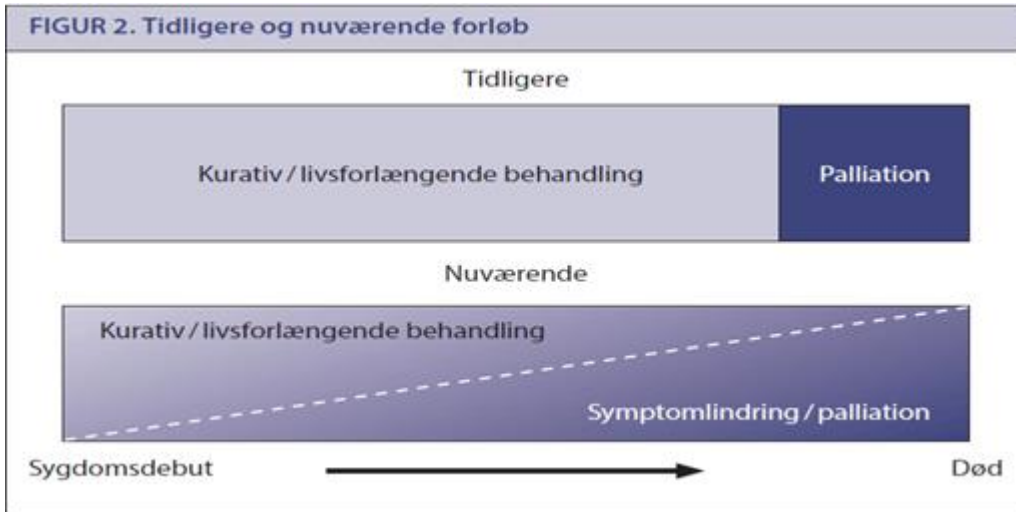 FIGUR 2. Tidligere og nuværende forløb
Tidligere
Kurativ / livsforlængende behandling
Palliation
Nuværende
Kurativ / livsforlængende behandling
Symptomlindring / palliation
Sygdomsdebut
Død